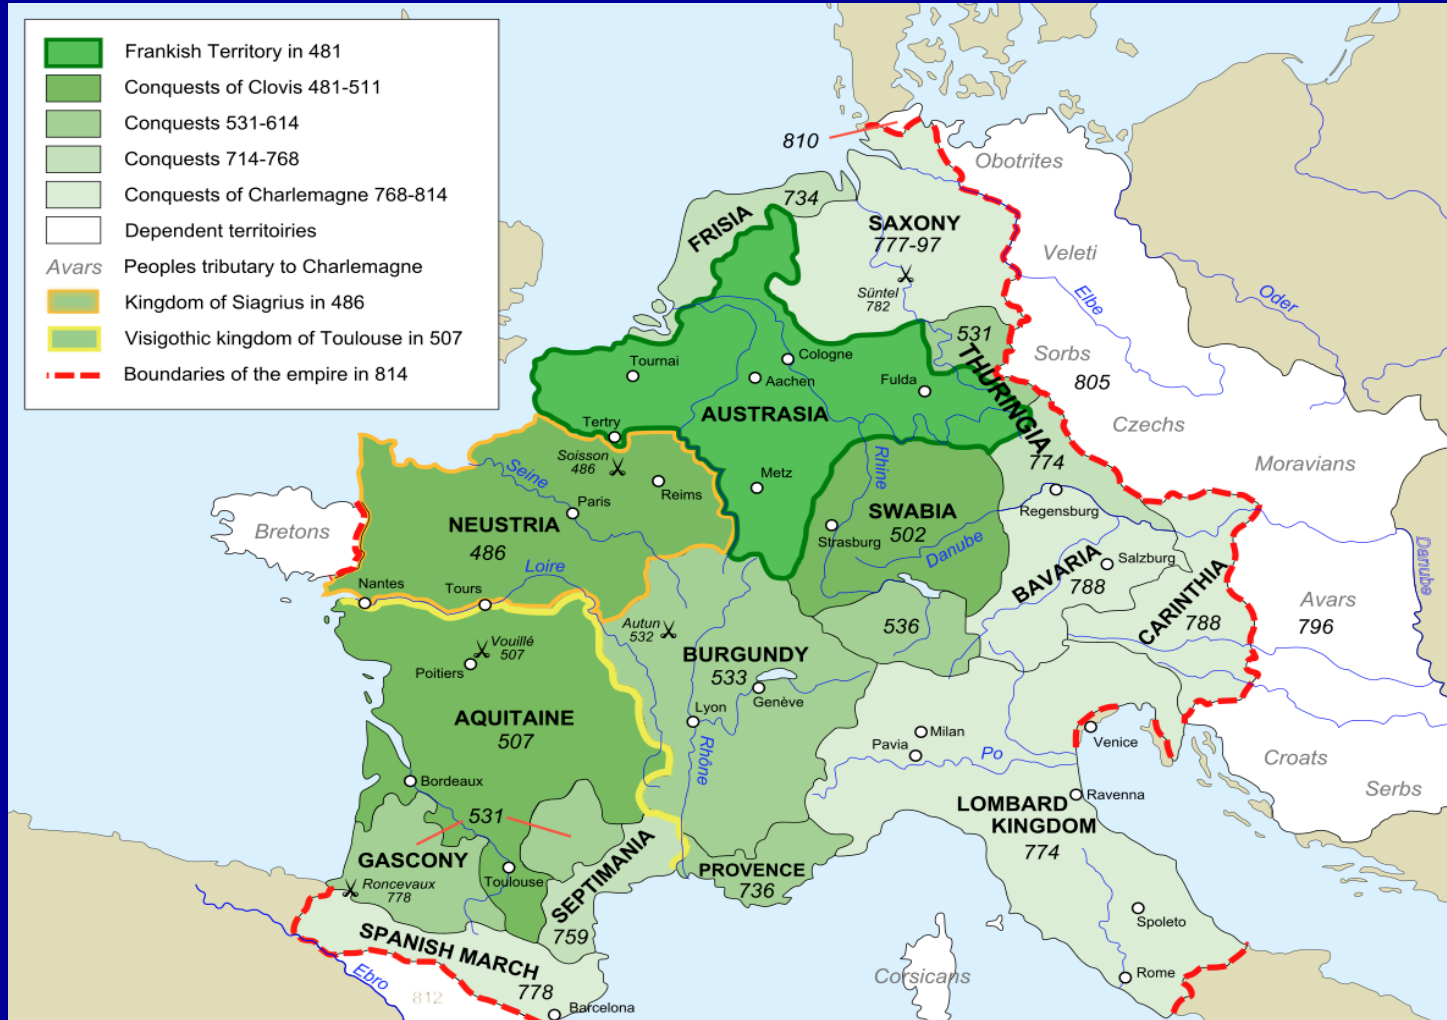 Frankish Territory in 481
Conquests of Clovis 481-511
Conquests 531-614
Conquests 714-768
Conquests of Charlemagne 768-814
Dependent territoiries
Avars Peoples tributary to Charlemagne
Kingdom of Siagrius in 486
Visigothic kingdom of Toulouse in 507
Boundaries of the empire in 814
810
Obotrites
734
FRISIA
SAXONY
777-97
Süntel
782
Veleti
Elbe
Oder
531
THURINGIA
Sorbs
805
Czechs
Moravians
Tournai
Cologne
Aachen
Fulda
AUSTRASIA
Tertry
Soisson
486
Metz
Reims
Seine
Paris
NEUSTRIA
486
Bretons
Rhine
SWABIA
502
Strasburg
Danube
774
Regensburg
BAVARIA
788
Salzburg
CARINTHIA
788
Danube
Avars
796
Nantes
Tours
Loire
Autun
532
536
Vouillé
507
Poitiers
BURGUNDY
533
Genève
Lyon
Rhône
AQUITAINE
507
Milan
Pavia
Po
Venice
Croats
Serbs
Bordeaux
531
GASCONY
Roncevaux
778
Toulouse
SEPTIMANIA
759
PROVENCE
736
LOMBARD
KINGDOM
774
Ravenna
Spoleto
Rome
Corsicans
SPANISH MARCH
778
Ebro
812
Barcelona